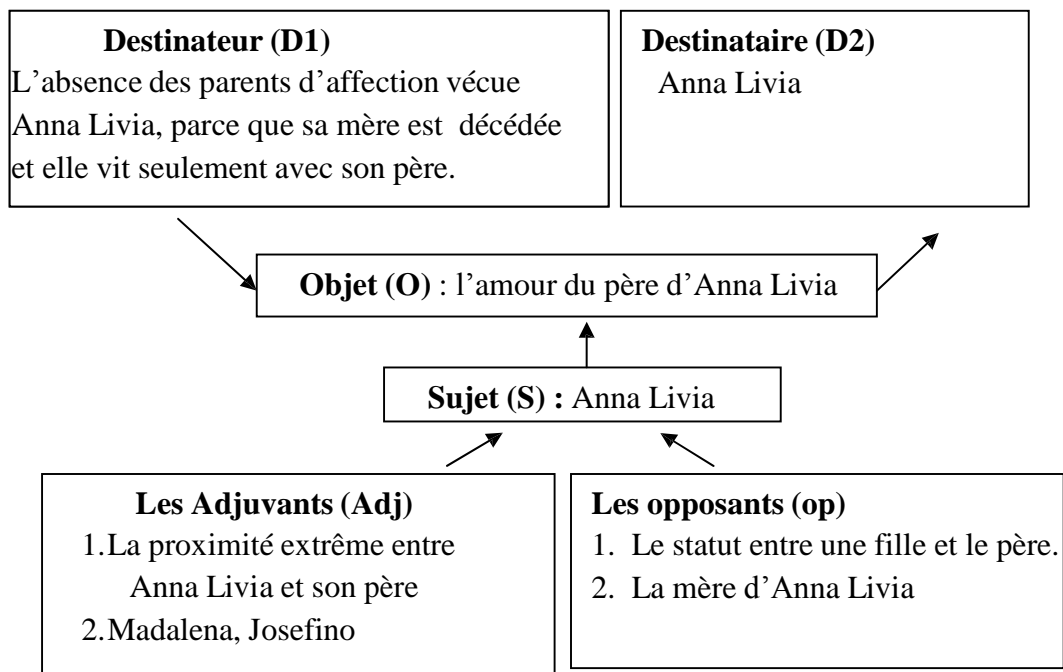 Destinateur (D1)
L’absence des parents d’affection vécue
Anna Livia, parce que sa mère est décédée
et elle vit seulement avec son père.
Destinataire (D2)
Anna Livia
Objet (O) : l’amour du père d’Anna Livia
Sujet (S) : Anna Livia
Les Adjuvants (Adj)
1.La proximité extrême entre
Anna Livia et son père
2.Madalena, Josefino
Les opposants (op)
1. Le statut entre une fille et le père.
2. La mère d’Anna Livia